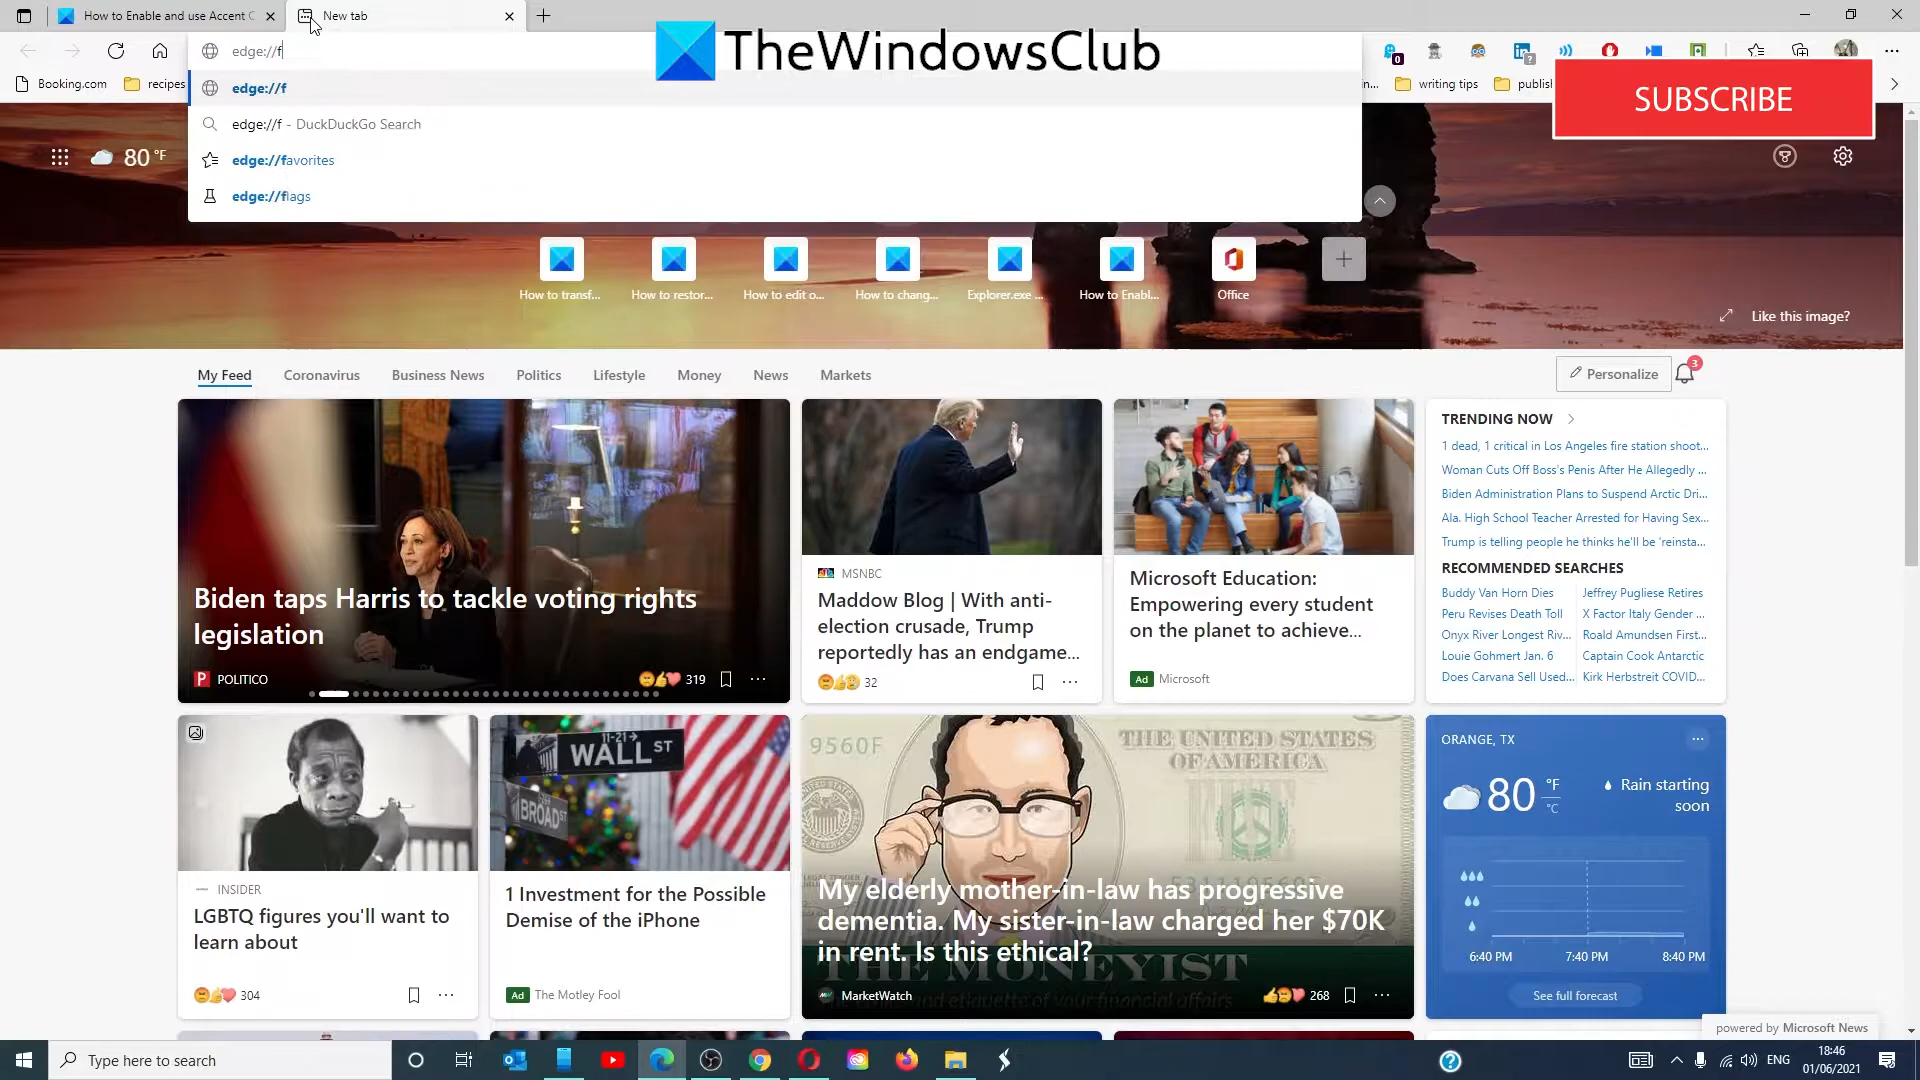 How to Enable and use Accent C
New tab
edge://f
TheWindowsClub
Booking.com
recipes
in...
writing tips
publisl
SUBSCRIBE
edge://f
edge://f - DuckDuckGo Search
edge://favorites
edge://flags
80 °F
0
?
How to transf...
How to restor...
How to edit o...
How to chang...
Explorer.exe ...
How to Enabl...
Office
Like this image?
My Feed
Coronavirus
Business News
Politics
Lifestyle
Money
News
Markets
Personalize
3
Biden taps Harris to tackle voting rights
legislation
POLITICO
319
MSNBC
Maddow Blog | With anti-
election crusade, Trump
reportedly has an endgame...
32
Microsoft Education:
Empowering every student
on the planet to achieve...
Ad Microsoft
TRENDING NOW
1 dead, 1 critical in Los Angeles fire station shoot...
Woman Cuts Off Boss's Penis After He Allegedly ...
Biden Administration Plans to Suspend Arctic Dri...
Ala. High School Teacher Arrested for Having Sex...
Trump is telling people he thinks he'll be 'reinsta...
RECOMMENDED SEARCHES
Buddy Van Horn Dies
Jeffrey Pugliese Retires
Peru Revises Death Toll
X Factor Italy Gender ...
Onyx River Longest Riv...
Roald Amundsen First...
Louie Gohmert Jan. 6
Captain Cook Antarctic
Does Carvana Sell Used...
Kirk Herbstreit COVID...
INSIDER
LGBTQ figures you'll want to
learn about
304
11-21
WALL ST
BROAD ST
1 Investment for the Possible
Demise of the iPhone
Ad The Motley Fool
9560F
THE UNITED STATES
OF AMERICA
My elderly mother-in-law has progressive
dementia. My sister-in-law charged her $70K
in rent. Is this ethical?
THE MONEYIST
MarketWatch
268
ORANGE, TX
80 °F
°C
Rain starting
soon
6:40 PM
7:40 PM
8:40 PM
See full forecast
powered by Microsoft News
Type here to search
ENG
18:46
01/06/2021